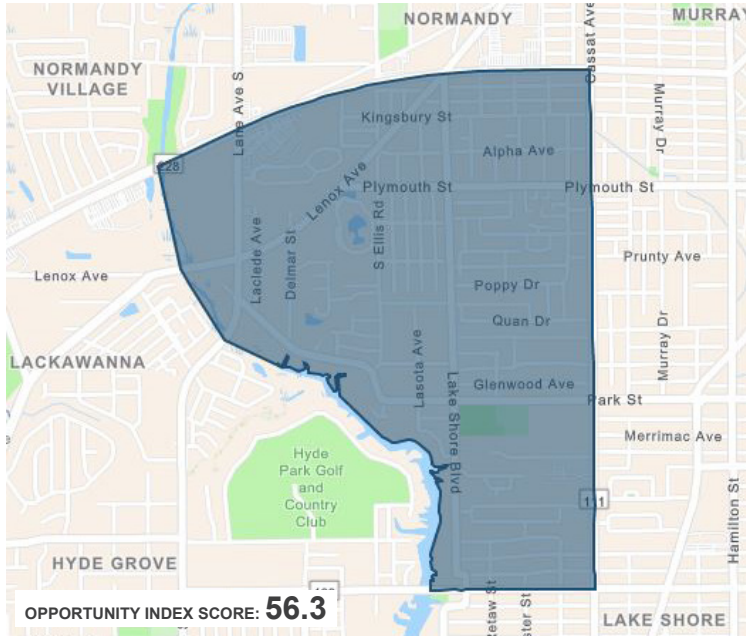 NORMANDY
MURRAY
NORMANDY
VILLAGE
Cassat Ave
Lane Ave S
Kingsbury St
Murray Dr
Alpha Ave
228
Lenox Ave
Plymouth St
Plymouth St
S Ellis Rd
Laclede Ave
Delmar St
Prunty Ave
Lenox Ave
Poppy Dr
Quan Dr
Murray Dr
LACKAWANNA
Lasota Ave
Lake Shore Blvd
Glenwood Ave
Park St
Merrimac Ave
Hyde
Park Golf
and
Country
Club
111
Hamilton St
HYDE GROVE
OPPORTUNITY INDEX SCORE: 56.3
LAKE SHORE